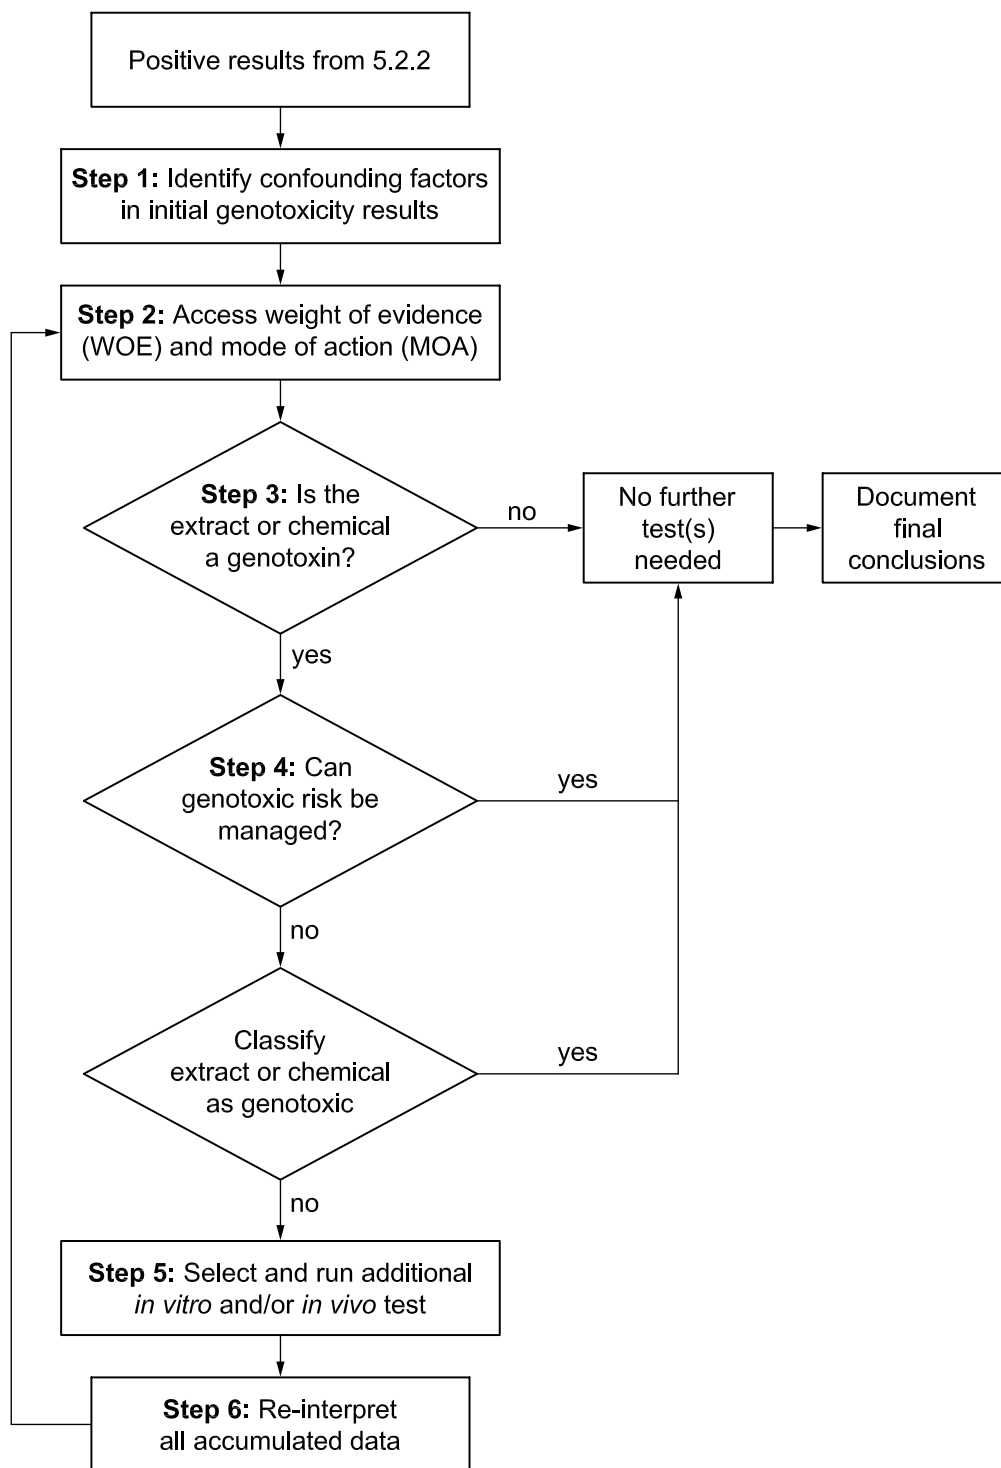 Positive results from 5.2.2
Step 1: Identify confounding factors
in initial genotoxicity results
Step 2: Access weight of evidence
(WOE) and mode of action (MOA)
Step 3: Is the
extract or chemical
a genotoxin?
no
No further
test(s)
needed
Document
final
conclusions
yes
Step 4: Can
genotoxic risk be
managed?
yes
no
Classify
extract or chemical
as genotoxic
yes
no
Step 5: Select and run additional
in vitro and/or in vivo test
Step 6: Re-interpret
all accumulated data